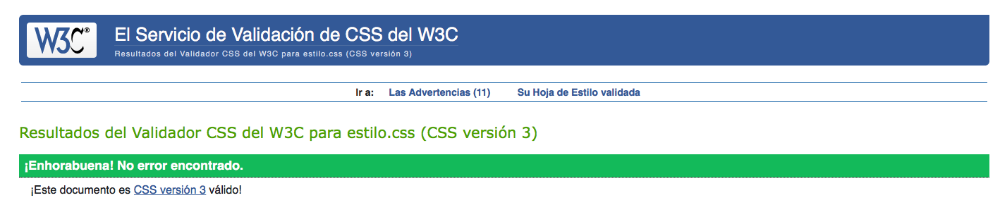 W3C®
El Servicio de Validación de CSS del W3C
Resultados del Validador CSS del W3C para estilo.css (CSS versión 3)
Ir a: Las Advertencias (11) Su Hoja de Estilo validada
Resultados del Validador CSS del W3C para estilo.css (CSS versión 3)
¡Enhorabuena! No error encontrado.
¡Este documento es CSS versión 3 válido!